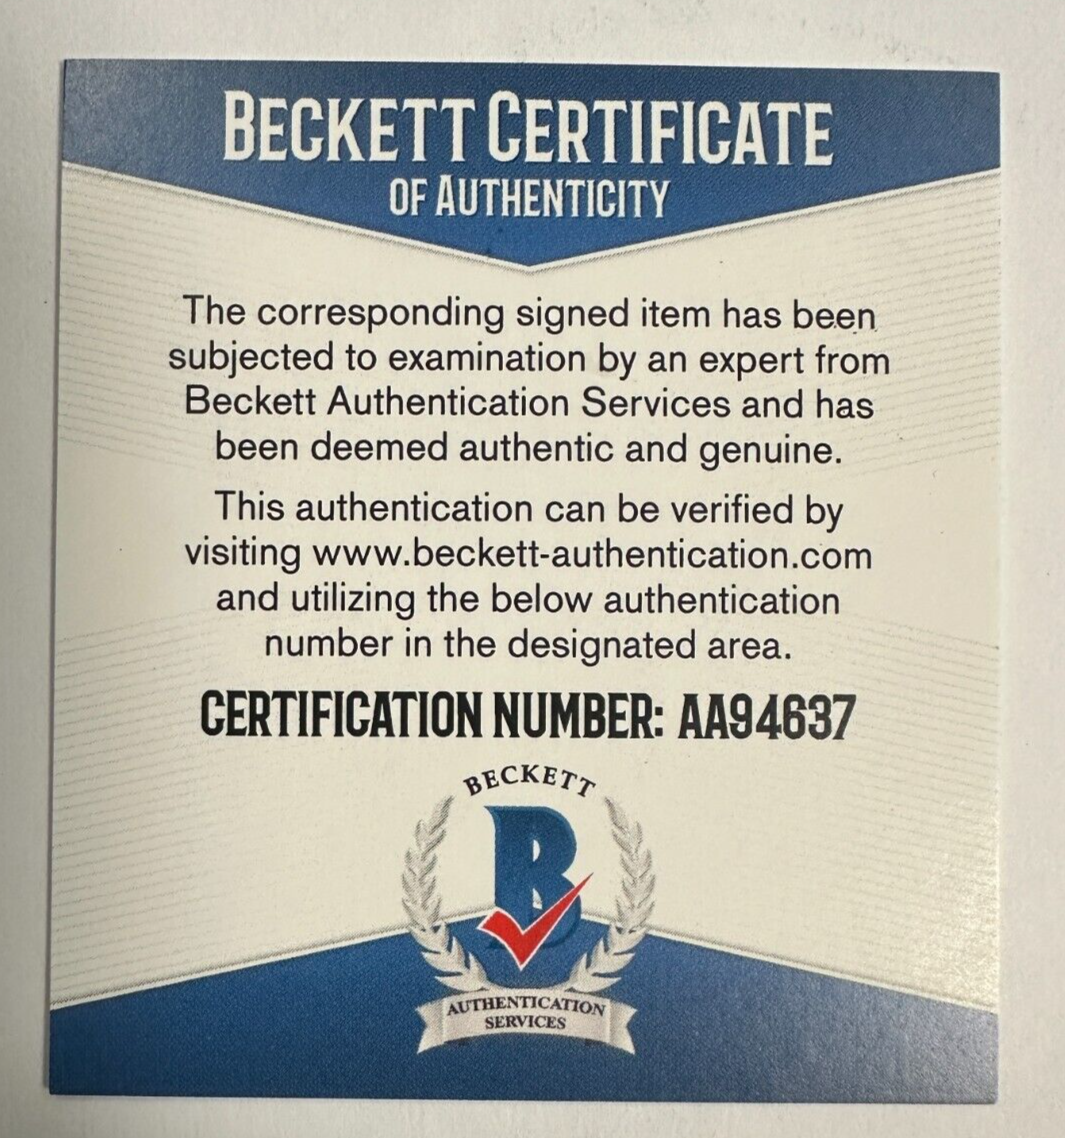 BECKETT CERTIFICATE
OF AUTHENTICITY
The corresponding signed item has been
subjected to examination by an expert from
Beckett Authentication Services and has
been deemed authentic and genuine.
This authentication can be verified by
visiting www.beckett-authentication.com
and utilizing the below authentication
number in the designated area.
CERTIFICATION NUMBER: AA94637
BECKETT
B
AUTHENTICATION
SERVICES